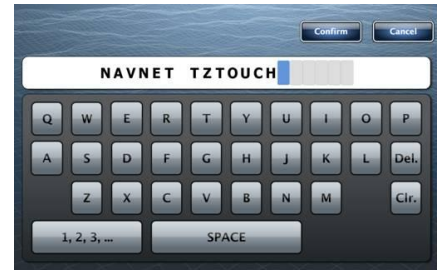 Confirm Cancel
NAVNET TZTOUCH
Q W E R T Y U I O P
A S D F G H J K L Del.
Z X C V B N M Clr.
1, 2, 3, ... SPACE